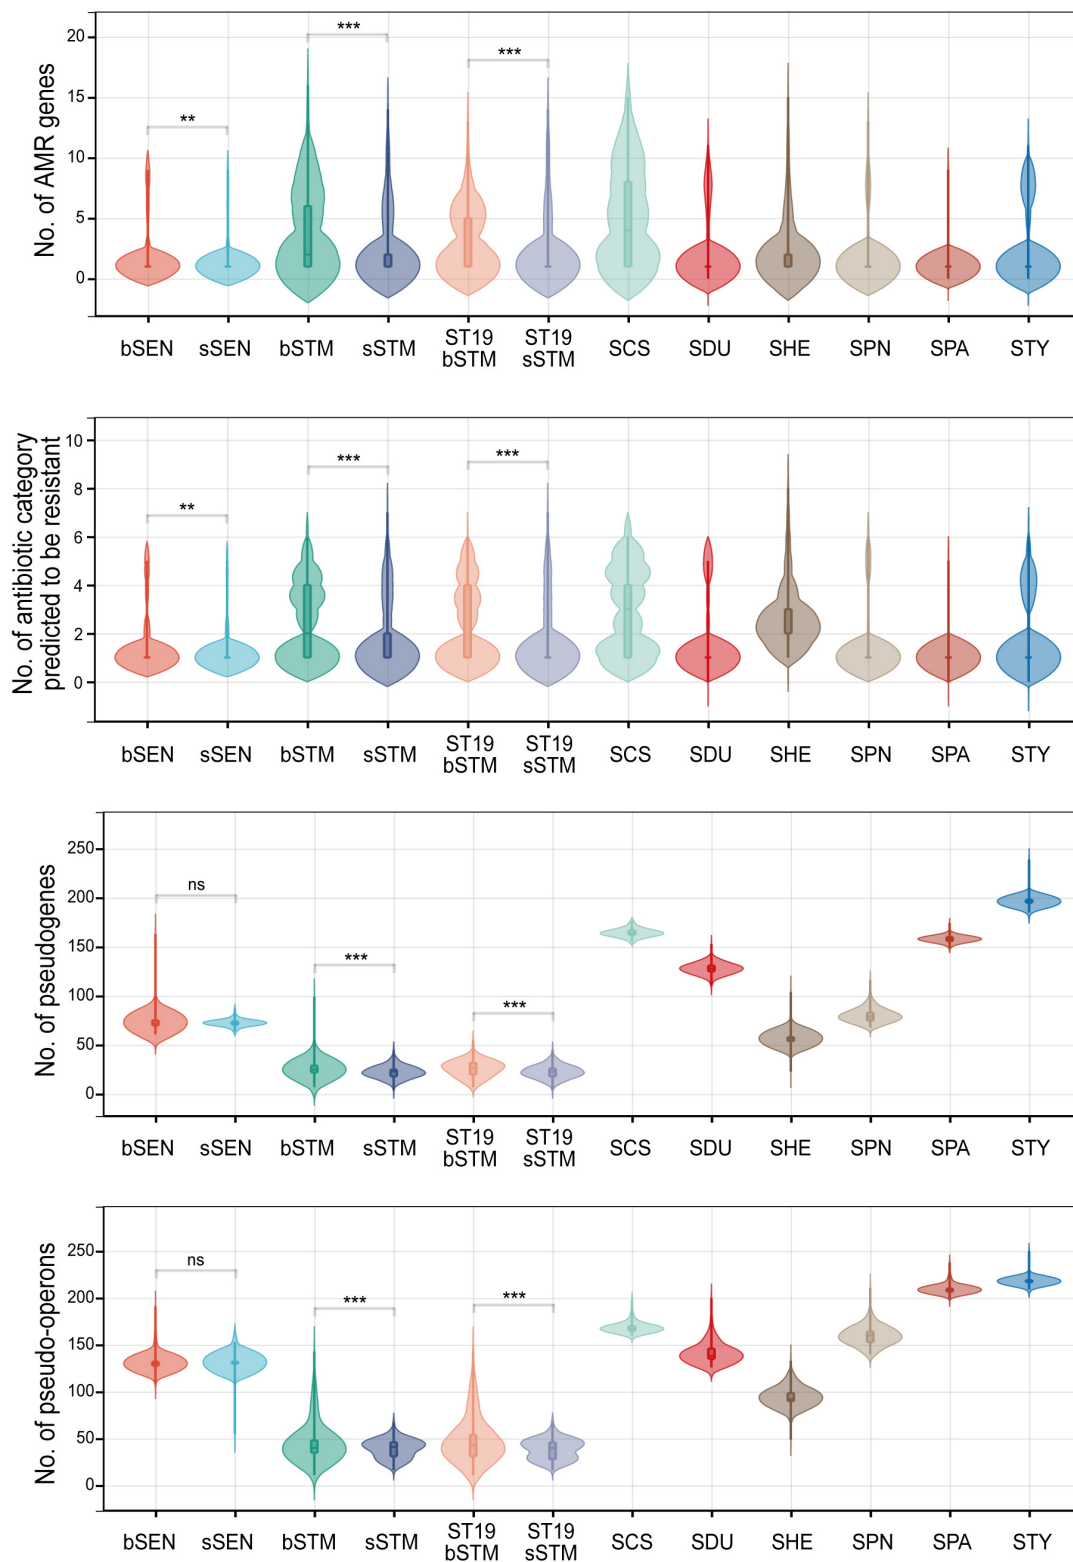 No. of AMR genes
20
15
10
5
0
**
***
***
bSEN
sSEN
bSTM
sSTM
ST19
bSTM
ST19
sSTM
SCS
SDU
SHE
SPN
SPA
STY
No. of antibiotic category
predicted to be resistant
10
8
6
4
2
0
**
***
***
bSEN
sSEN
bSTM
sSTM
ST19
bSTM
ST19
sSTM
SCS
SDU
SHE
SPN
SPA
STY
No. of pseudogenes
250
200
150
100
50
0
ns
***
***
bSEN
sSEN
bSTM
sSTM
ST19
bSTM
ST19
sSTM
SCS
SDU
SHE
SPN
SPA
STY
No. of pseudo-operons
250
200
150
100
50
0
ns
***
***
bSEN
sSEN
bSTM
sSTM
ST19
bSTM
ST19
sSTM
SCS
SDU
SHE
SPN
SPA
STY